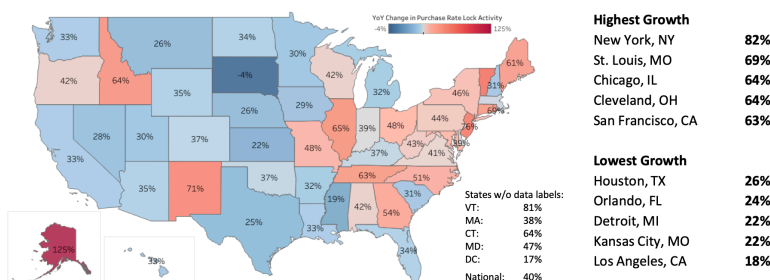 YoY Change in Purchase Rate Lock Activity
-4% 125%
33%
26%
34%
30%
42%
64%
35%
-4%
42%
32%
46%
31%
61%
69%
28%
30%
37%
26%
29%
65%
39%
48%
44%
76%
39%
33%
22%
48%
37%
43%
41%
35%
71%
37%
32%
63%
51%
31%
25%
33%
19%
42%
54%
34%
125%
33%
States w/o data labels:
VT: 81%
MA: 38%
CT: 64%
MD: 47%
DC: 17%
National: 40%
Highest Growth
New York, NY 82%
St. Louis, MO 69%
Chicago, IL 64%
Cleveland, OH 64%
San Francisco, CA 63%
Lowest Growth
Houston, TX 26%
Orlando, FL 24%
Detroit, MI 22%
Kansas City, MO 22%
Los Angeles, CA 18%